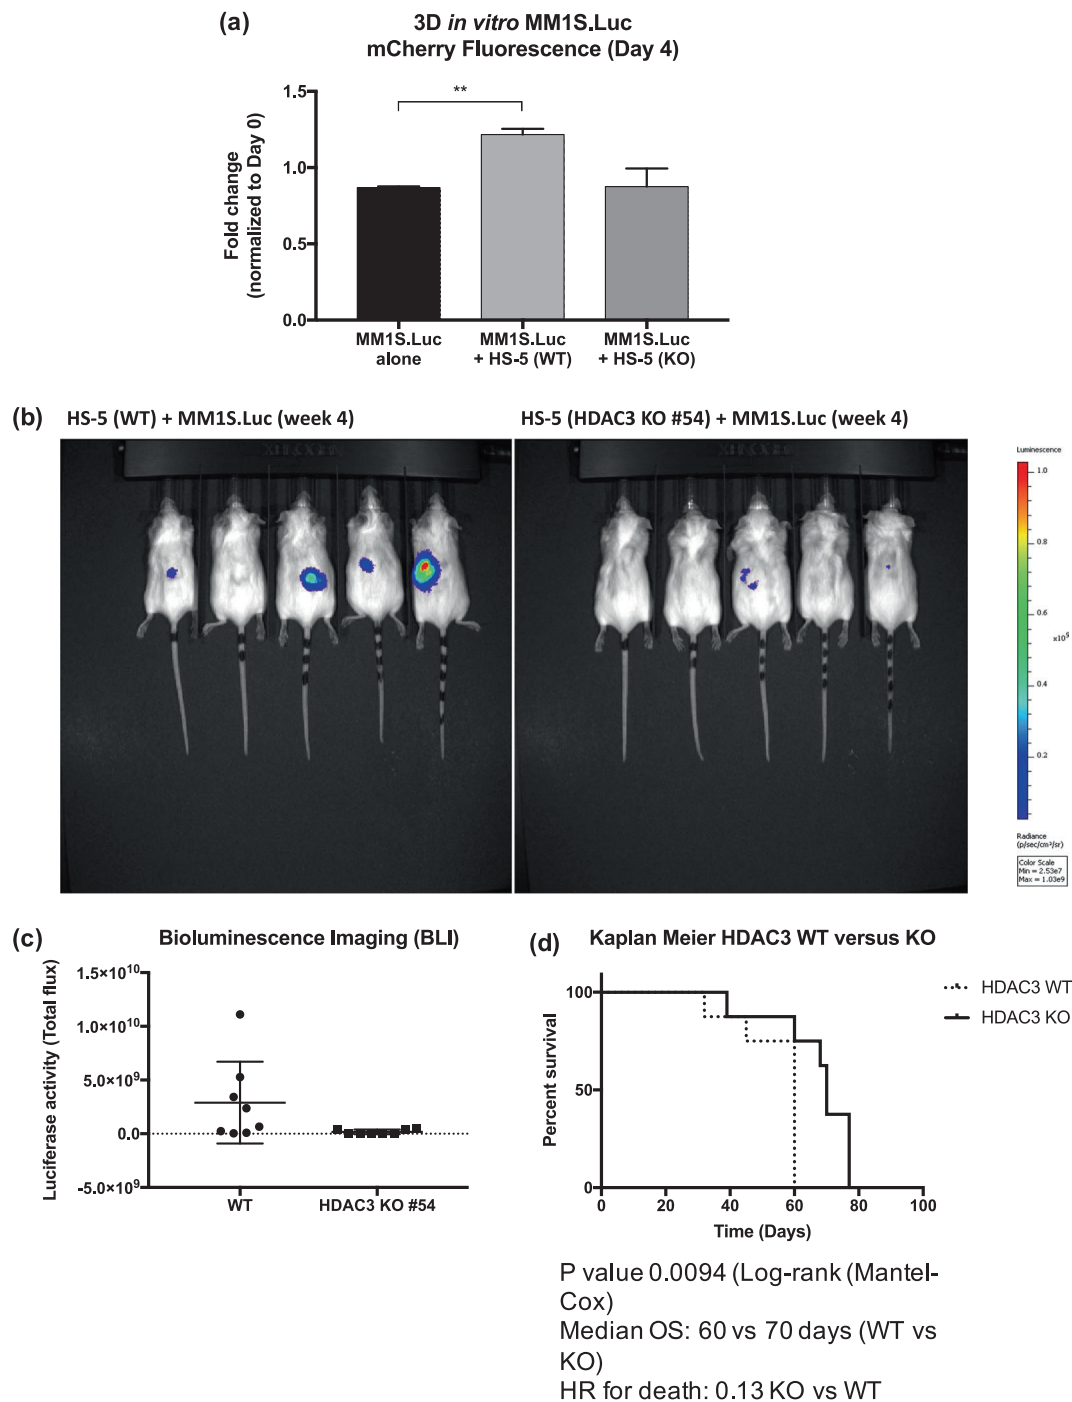 (a)
3D in vitro MM1S.Luc
mCherry Fluorescence (Day 4)
Fold change
(normalized to Day 0)
1.5
1.0
0.5
0.0
**
MM1S.Luc
alone
MM1S.Luc
+ HS-5 (WT)
MM1S.Luc
+ HS-5 (KO)
(b)
HS-5 (WT) + MM1S.Luc (week 4)
HS-5 (HDAC3 KO #54) + MM1S.Luc (week 4)
Luminescence
1.0
0.8
0.6
x10⁵
0.4
0.2
Radiance
(p/sec/cm²/sr)
Color Scale
Min = 2.53e7
Max = 1.03e9
(c)
Bioluminescence Imaging (BLI)
Luciferase activity (Total flux)
1.5×10¹⁰
1.0×10¹⁰
5.0×10⁹
0.0
-5.0×10⁹
WT
HDAC3 KO #54
(d)
Kaplan Meier HDAC3 WT versus KO
Percent survival
100
50
0
0 20 40 60 80 100
Time (Days)
HDAC3 WT
HDAC3 KO
P value 0.0094 (Log-rank (Mantel-
Cox)
Median OS: 60 vs 70 days (WT vs
KO)
HR for death: 0.13 KO vs WT